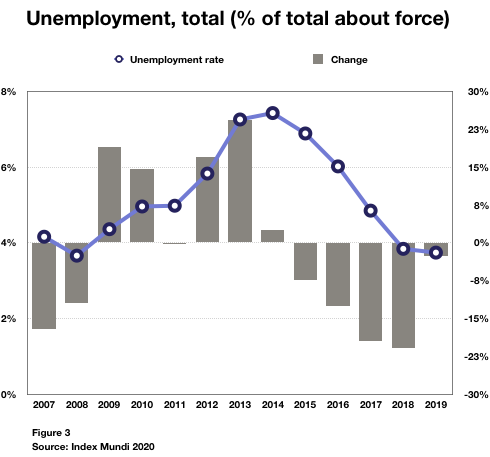 Unemployment, total (% of total about force)
Unemployment rate
Change
8%
6%
4%
2%
0%
30%
23%
15%
8%
0%
-8%
-15%
-23%
-30%
2007 2008 2009 2010 2011 2012 2013 2014 2015 2016 2017 2018 2019
Figure 3
Source: Index Mundi 2020